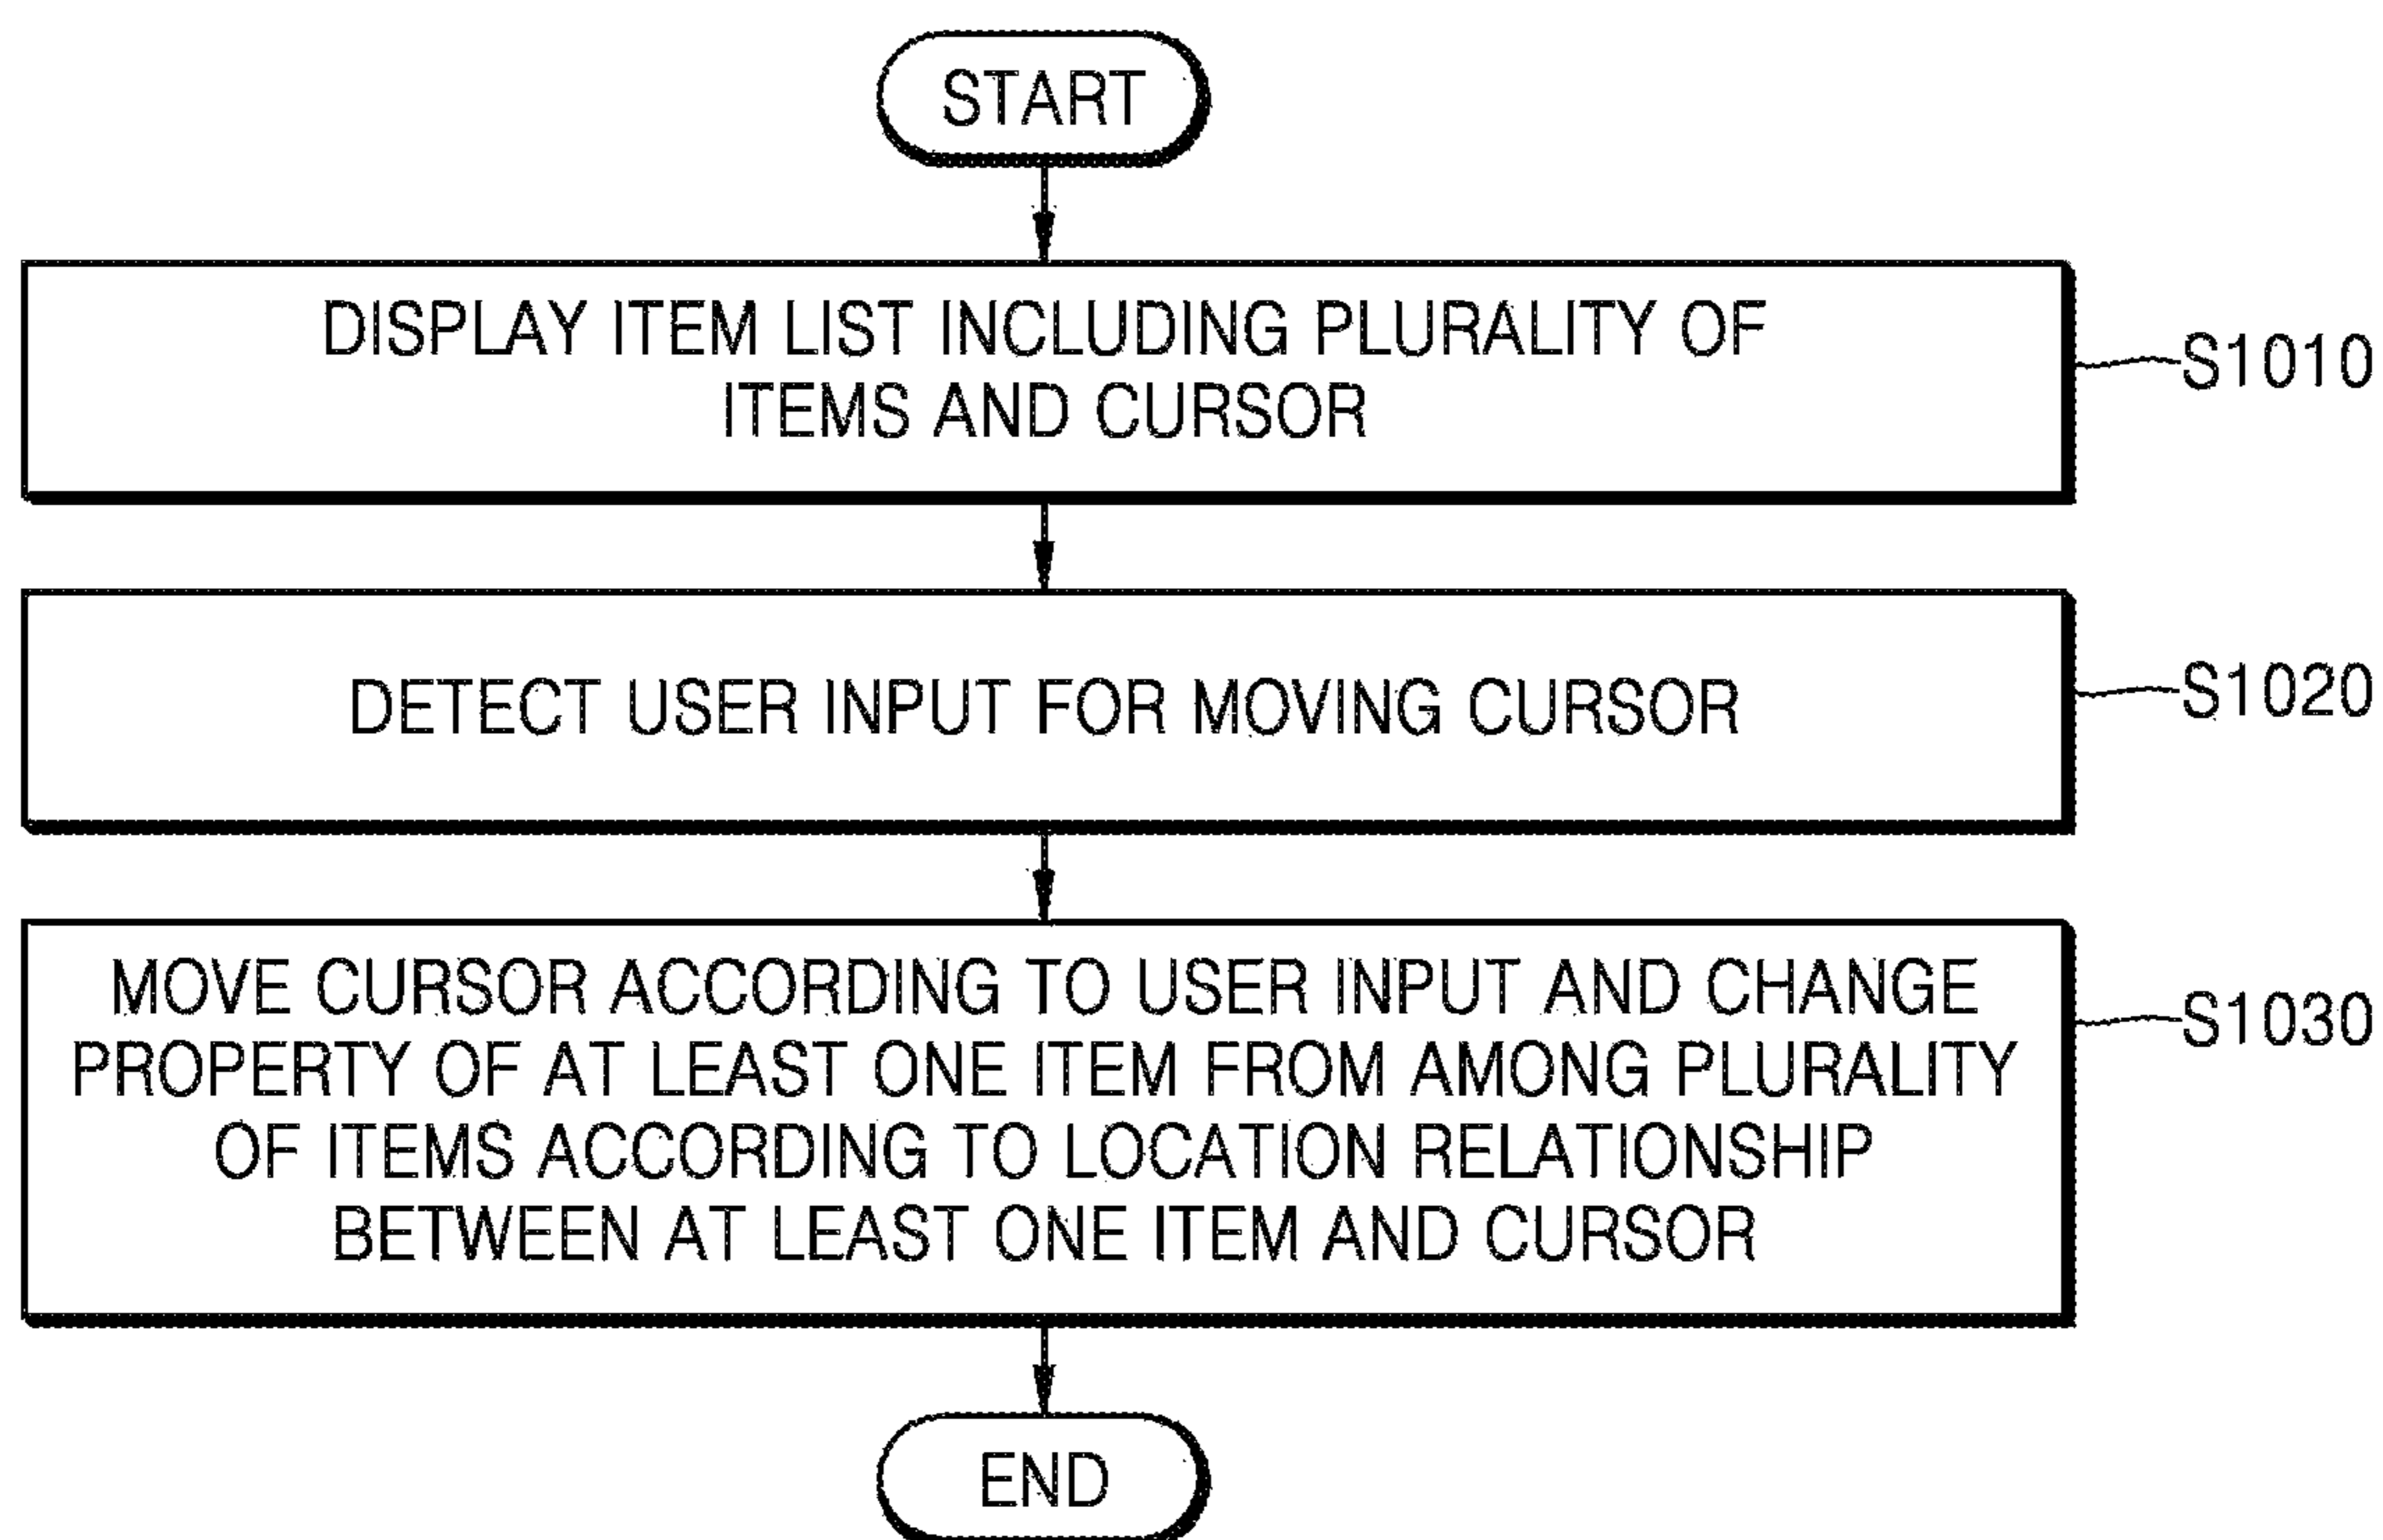 START
DISPLAY ITEM LIST INCLUDING PLURALITY OF
ITEMS AND CURSOR
S1010
DETECT USER INPUT FOR MOVING CURSOR
S1020
MOVE CURSOR ACCORDING TO USER INPUT AND CHANGE
PROPERTY OF AT LEAST ONE ITEM FROM AMONG PLURALITY
OF ITEMS ACCORDING TO LOCATION RELATIONSHIP
BETWEEN AT LEAST ONE ITEM AND CURSOR
S1030
END